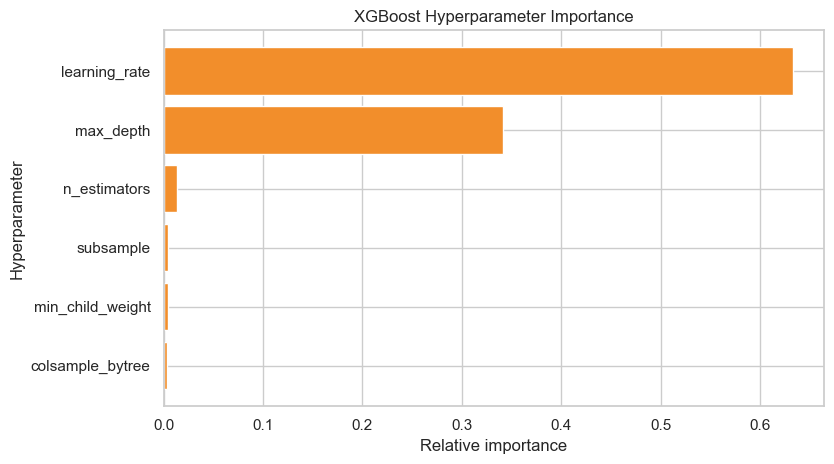 XGBoost Hyperparameter Importance
Hyperparameter
learning_rate
max_depth
n_estimators
subsample
min_child_weight
colsample_bytree
0.0 0.1 0.2 0.3 0.4 0.5 0.6
Relative importance